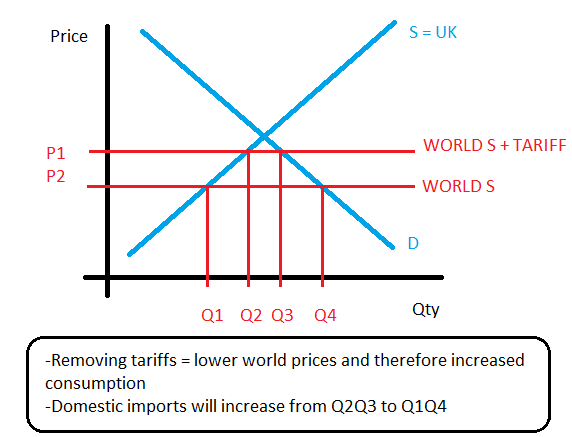 Price
S = UK
P1
WORLD S + TARIFF
P2
WORLD S
D
Q1 Q2 Q3 Q4
Qty
-Removing tariffs = lower world prices and therefore increased
consumption
-Domestic imports will increase from Q2Q3 to Q1Q4